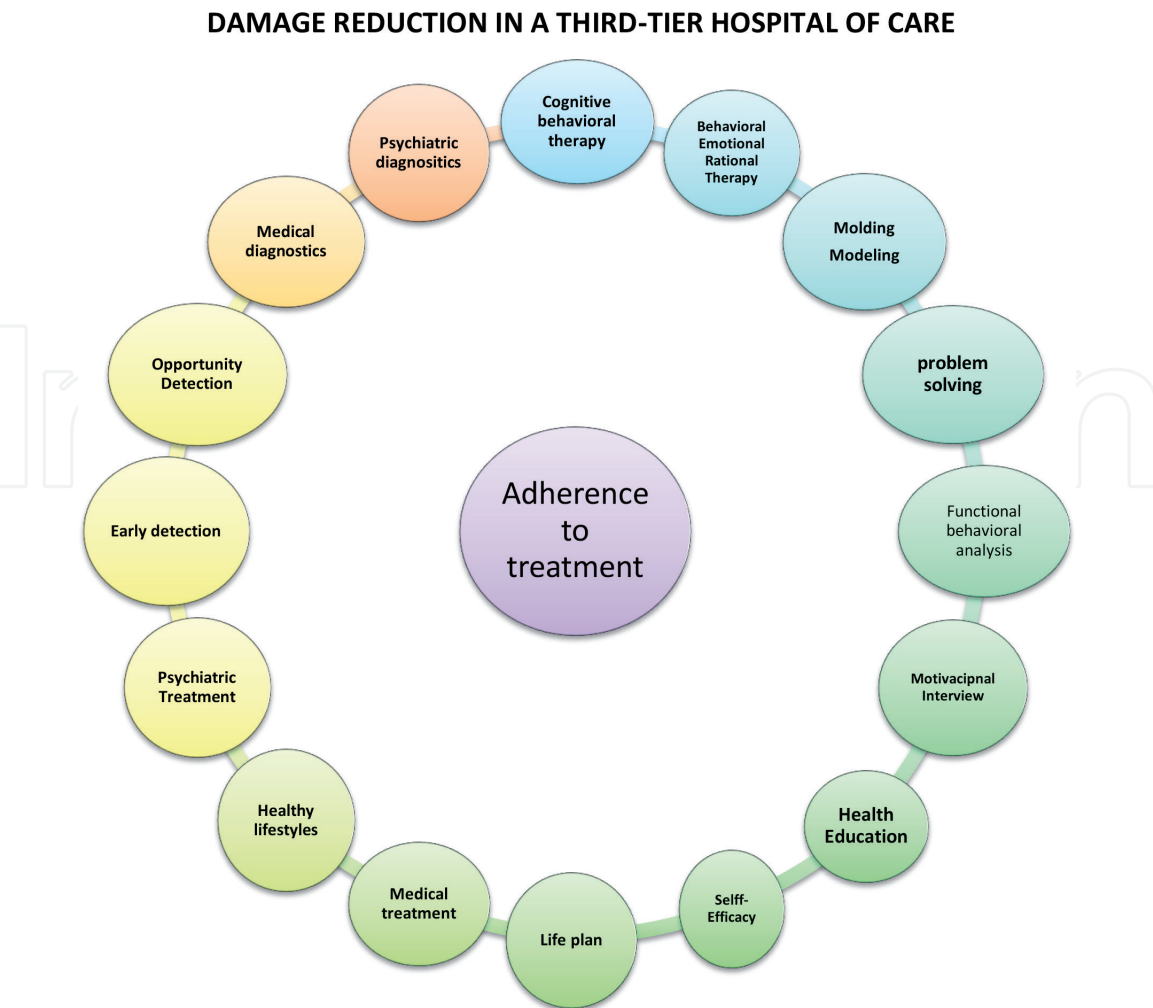 DAMAGE REDUCTION IN A THIRD-TIER HOSPITAL OF CARE
Cognitive
behavioral
therapy
Behavioral
Emotional
Rational
Therapy
Molding
Modeling
problem
solving
Functional
behavioral
analysis
Motivacipnal
Interview
Health
Education
Selff-
Efficacy
Life plan
Medical
treatment
Healthy
lifestyles
Psychiatric
Treatment
Early detection
Opportunity
Detection
Medical
diagnostics
Psychiatric
diagnositics
Adherence
to
treatment